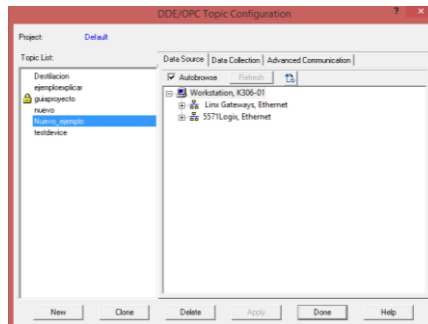 DDE/OPC Topic Configuration
? ×
Project: Default
Topic List:
Data Source Data Collection Advanced Communication
Autobrowse Refresh
Destilacion
ejemploexplicar
guiaproyecto
nuevo
Nuevo_ejemplo
testdevice
Workstation, K306-01
Linx Gateways, Ethernet
5571Logix, Ethernet
New Clone Delete Apply Done Help